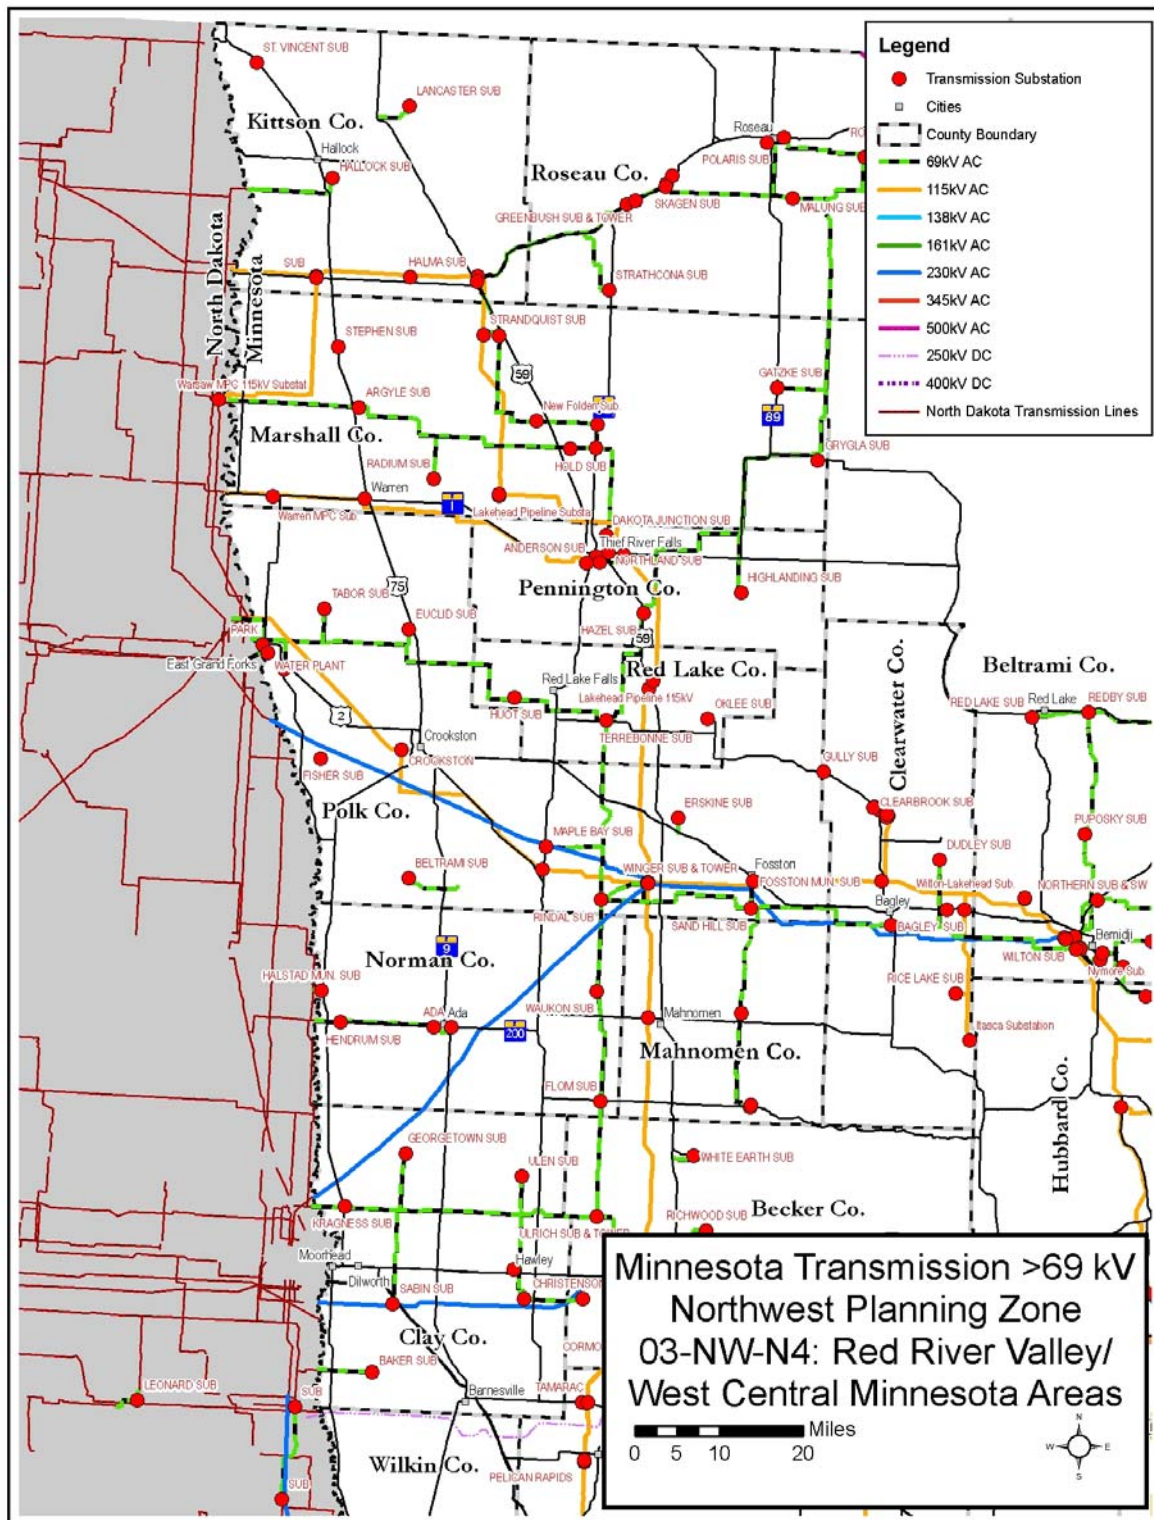 Legend
Transmission Substation
Cities
County Boundary
69kV AC
115kV AC
138kV AC
161kV AC
230kV AC
345kV AC
500kV AC
250kV DC
400kV DC
North Dakota Transmission Lines
ST. VINCENT SUB
LANCASTER SUB
Kittson Co.
Hallock
HALLOCK SUB
Roseau
POLARIS SUB
Roseau Co.
SKAGEN SUB
MALUNG SUB
GREENBUSH SUB & TOWER
North Dakota
Minnesota
SUB
HALMA SUB
STRATHCONA SUB
STRANDQUIST SUB
STEPHEN SUB
59
GATZKE SUB
Warsaw MPC 115kV Substat
ARGYLE SUB
New Folden Sub.
89
Marshall Co.
GRYGLA SUB
RADIUM SUB
HOLD SUB
Warren
1
Lakehead Pipeline Substat
Warren MPC Sub.
DAKOTA JUNCTION SUB
ANDERSON SUB
Thief River Falls
NORTHLAND SUB
HIGHLANDING SUB
75
Pennington Co.
TABOR SUB
EUCLID SUB
PARK
HAZEL SUB
59
East Grand Forks
WATER PLANT
Red Lake Co.
Clearwater Co.
Beltrami Co.
Red Lake Falls
Lakehead Pipeline 115kV
RED LAKE SUB
Red Lake
REDBY SUB
HUOT SUB
OKLEE SUB
2
TERREBONNE SUB
Crookston
CROOKSTON
FISHER SUB
GULLY SUB
Polk Co.
ERSKINE SUB
CLEARBROOK SUB
PUPOSKY SUB
MAPLE BAY SUB
DUDLEY SUB
BELTRAMI SUB
WINGER SUB & TOWER
Fosston
FOSSTON MUN. SUB
Wilton-Lakehead Sub.
NORTHERN SUB & SW
RINDAL SUB
SAND HILL SUB
Bagley
BAGLEY SUB
Bemidji
WILTON SUB
Nymore Sub.
9
Norman Co.
HALSTAD MUN. SUB
RICE LAKE SUB
WAUKON SUB
ADA
Ada
HENDRUM SUB
200
Mahnomen
Itasca Substation
Mahnomen Co.
FLOM SUB
Hubbard Co.
GEORGETOWN SUB
ULEN SUB
WHITE EARTH SUB
KRAGNESS SUB
ULRICH SUB & TOWER
RICHWOOD SUB
Becker Co.
Moorhead
Dilworth
Hawley
SABIN SUB
CHRISTENSON
Clay Co.
CORMO
BAKER SUB
LEONARD SUB
SUB
Barnesville
TAMARAC
Wilkin Co.
PELICAN RAPIDS
SUB
Minnesota Transmission >69 kV
Northwest Planning Zone
03-NW-N4: Red River Valley/
West Central Minnesota Areas
Miles
0 5 10 20
N
W E
S